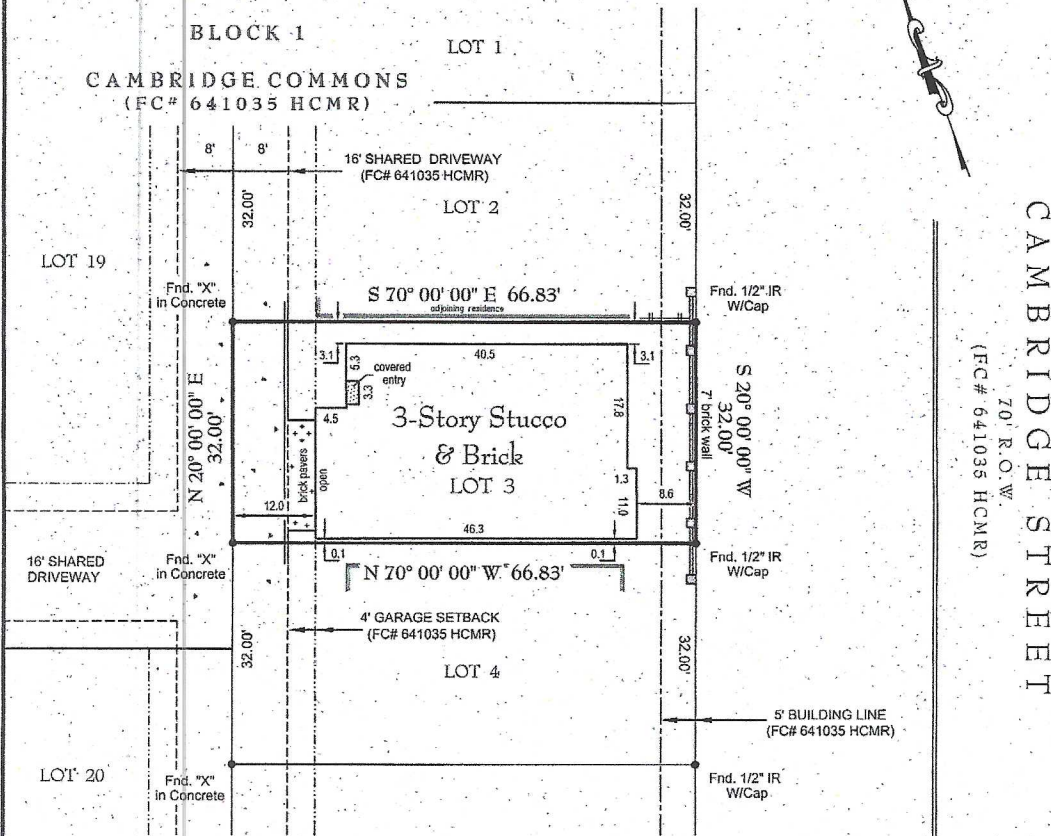 BLOCK 1
LOT 1
CAMBRIDGE COMMONS
(FC# 641035 HCMR)
8' 8'
16' SHARED DRIVEWAY
(FC# 641035 HCMR)
32.00'
32.00'
LOT 2
LOT 19
Fnd. "X"
in Concrete
S 70° 00' 00" E 66.83'
adjoining residence
Fnd. 1/2" IR
W/Cap
3.1
40.5
3.1
5.3
covered
entry
3.3
4.5
17.8
3-Story Stucco
& Brick
LOT 3
N 20° 00' 00" E
32.00'
brick pavers
open
12.0
1.3
11.0
8.6
7' brick wall
S 20° 00' 00" W
32.00'
46.3
0.1
0.1
16' SHARED
DRIVEWAY
Fnd. "X"
in Concrete
N 70° 00' 00" W 66.83'
Fnd. 1/2" IR
W/Cap
4' GARAGE SETBACK
(FC# 641035 HCMR)
32.00'
32.00'
LOT 4
5' BUILDING LINE
(FC# 641035 HCMR)
LOT 20
Fnd. "X"
in Concrete
Fnd. 1/2" IR
W/Cap
CAMBRIDGE STREET
70' R.O.W.
(FC# 641035 HCMR)